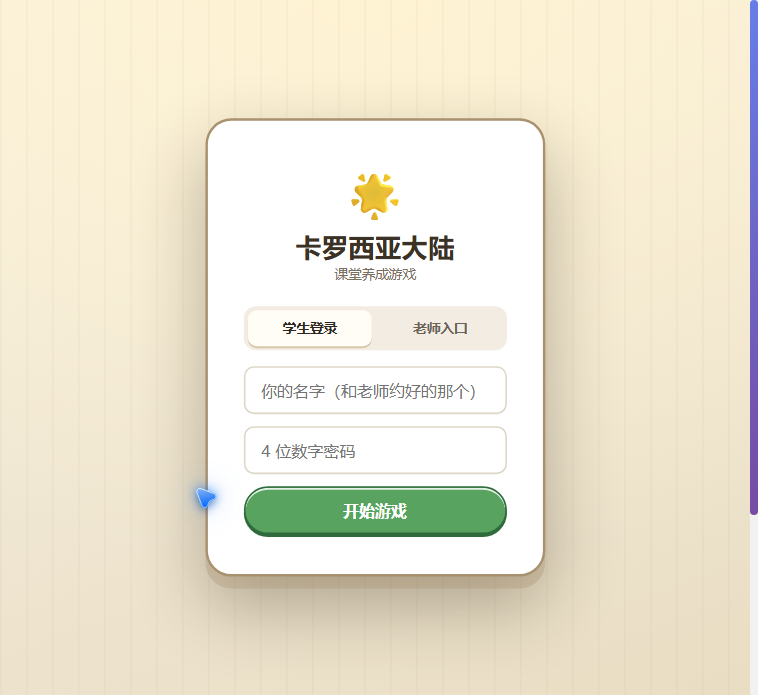 卡罗西亚大陆
课堂养成游戏
学生登录 老师入口
你的名字（和老师约好的那个）
4 位数字密码
开始游戏